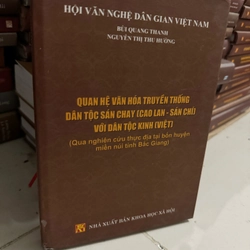 HỘI VĂN NGHỆ DÂN GIAN VIỆT NAM
BÙI QUANG THANH
NGUYỄN THỊ THU HƯỜNG
QUAN HỆ VĂN HÓA TRUYỀN THỐNG
DÂN TỘC SÁN CHAY (CAO LAN - SÁN CHÍ)
VỚI DÂN TỘC KINH (VIỆT)
(Qua nghiên cứu thực địa tại bốn huyện
miền núi tỉnh Bắc Giang)
NHÀ XUẤT BẢN KHOA HỌC XÃ HỘI